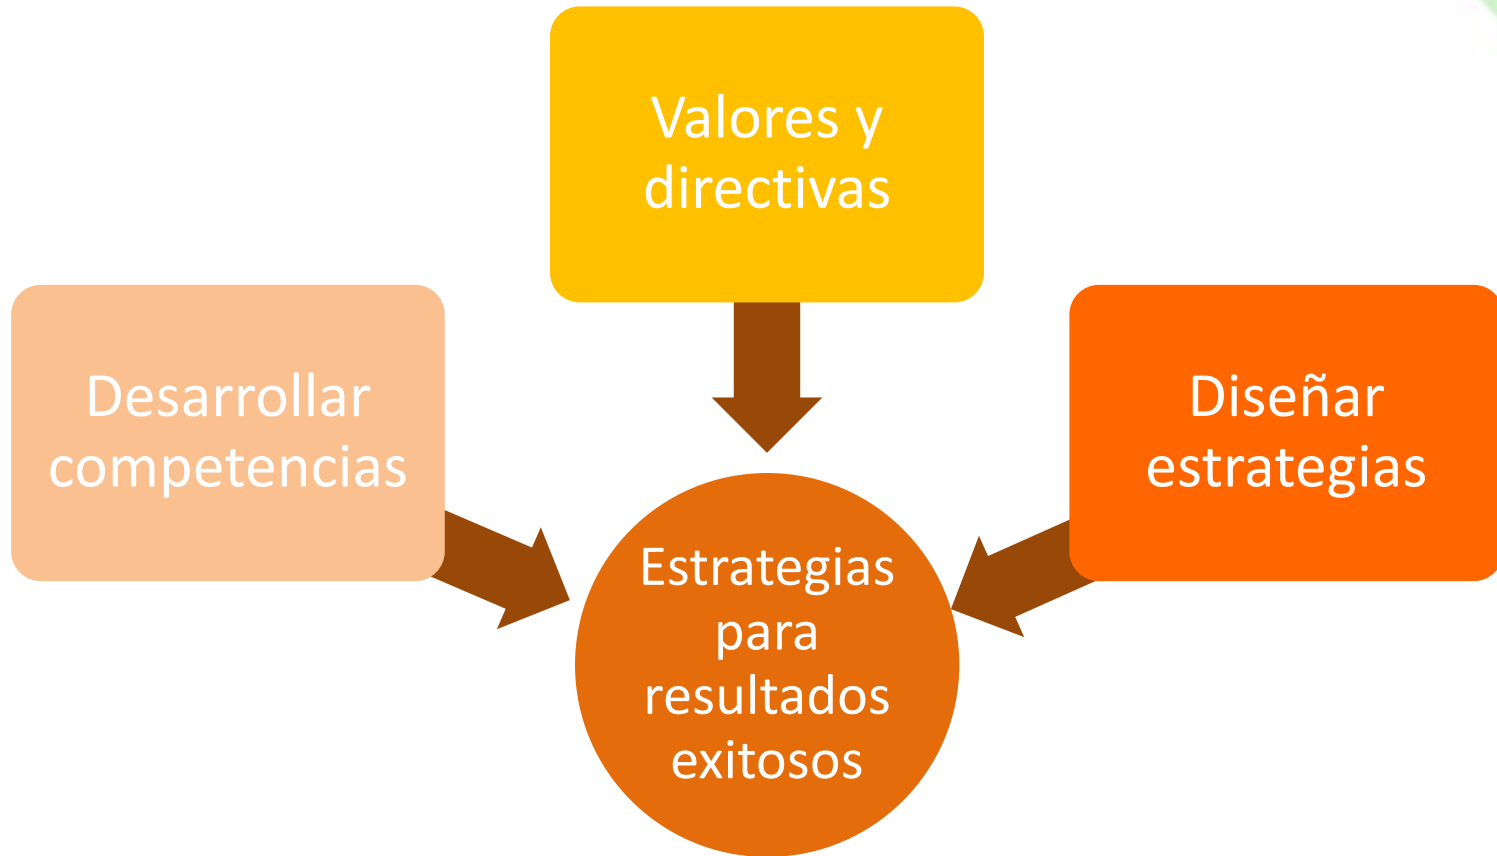 Valores y
directivas
Desarrollar
competencias
Diseñar
estrategias
Estrategias
para
resultados
exitosos